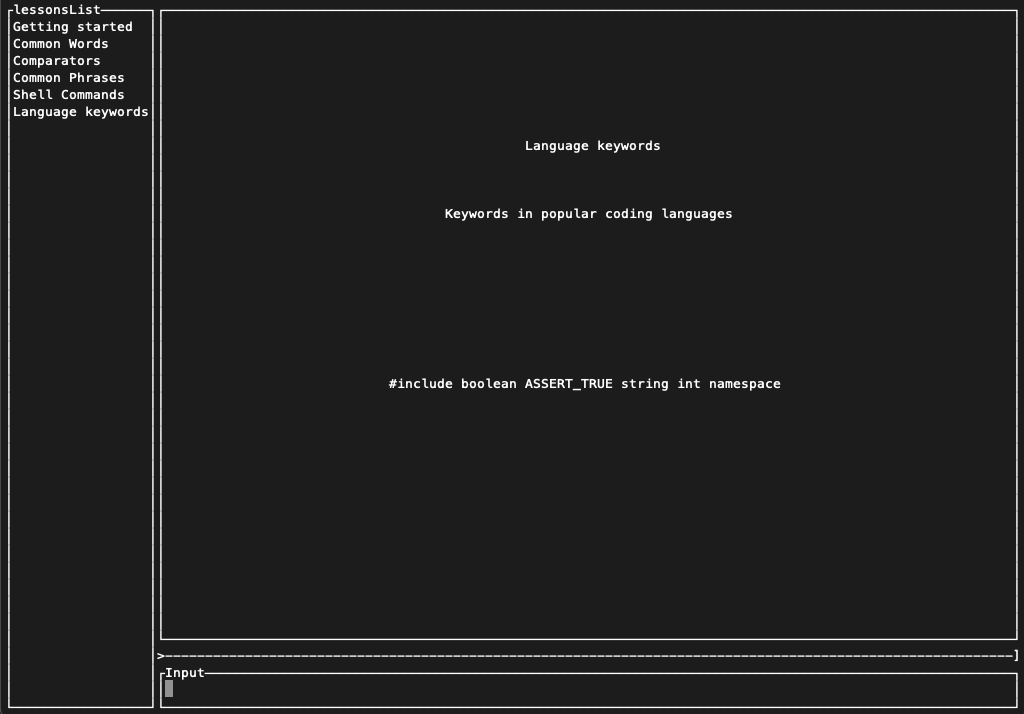 lessonsList
Getting started
Common Words
Comparators
Common Phrases
Shell Commands
Language keywords
Language keywords
Keywords in popular coding languages
#include boolean ASSERT_TRUE string int namespace
>]
Input